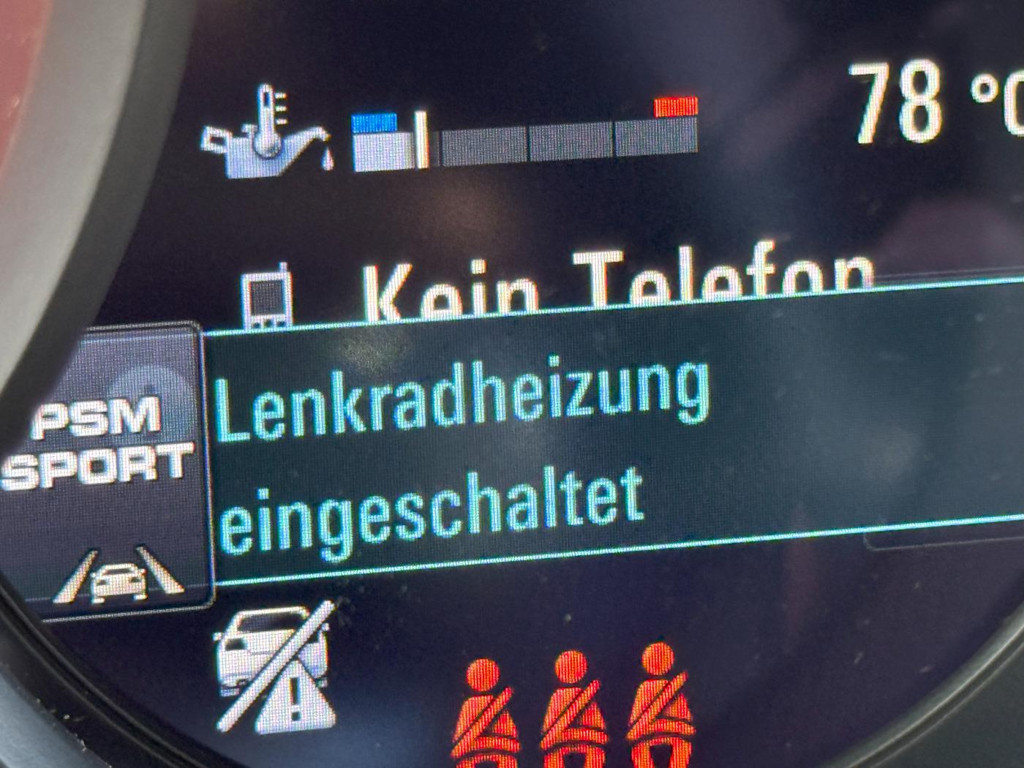 78 °C
Kein Telefon
PSM
SPORT
Lenkradheizung
eingeschaltet